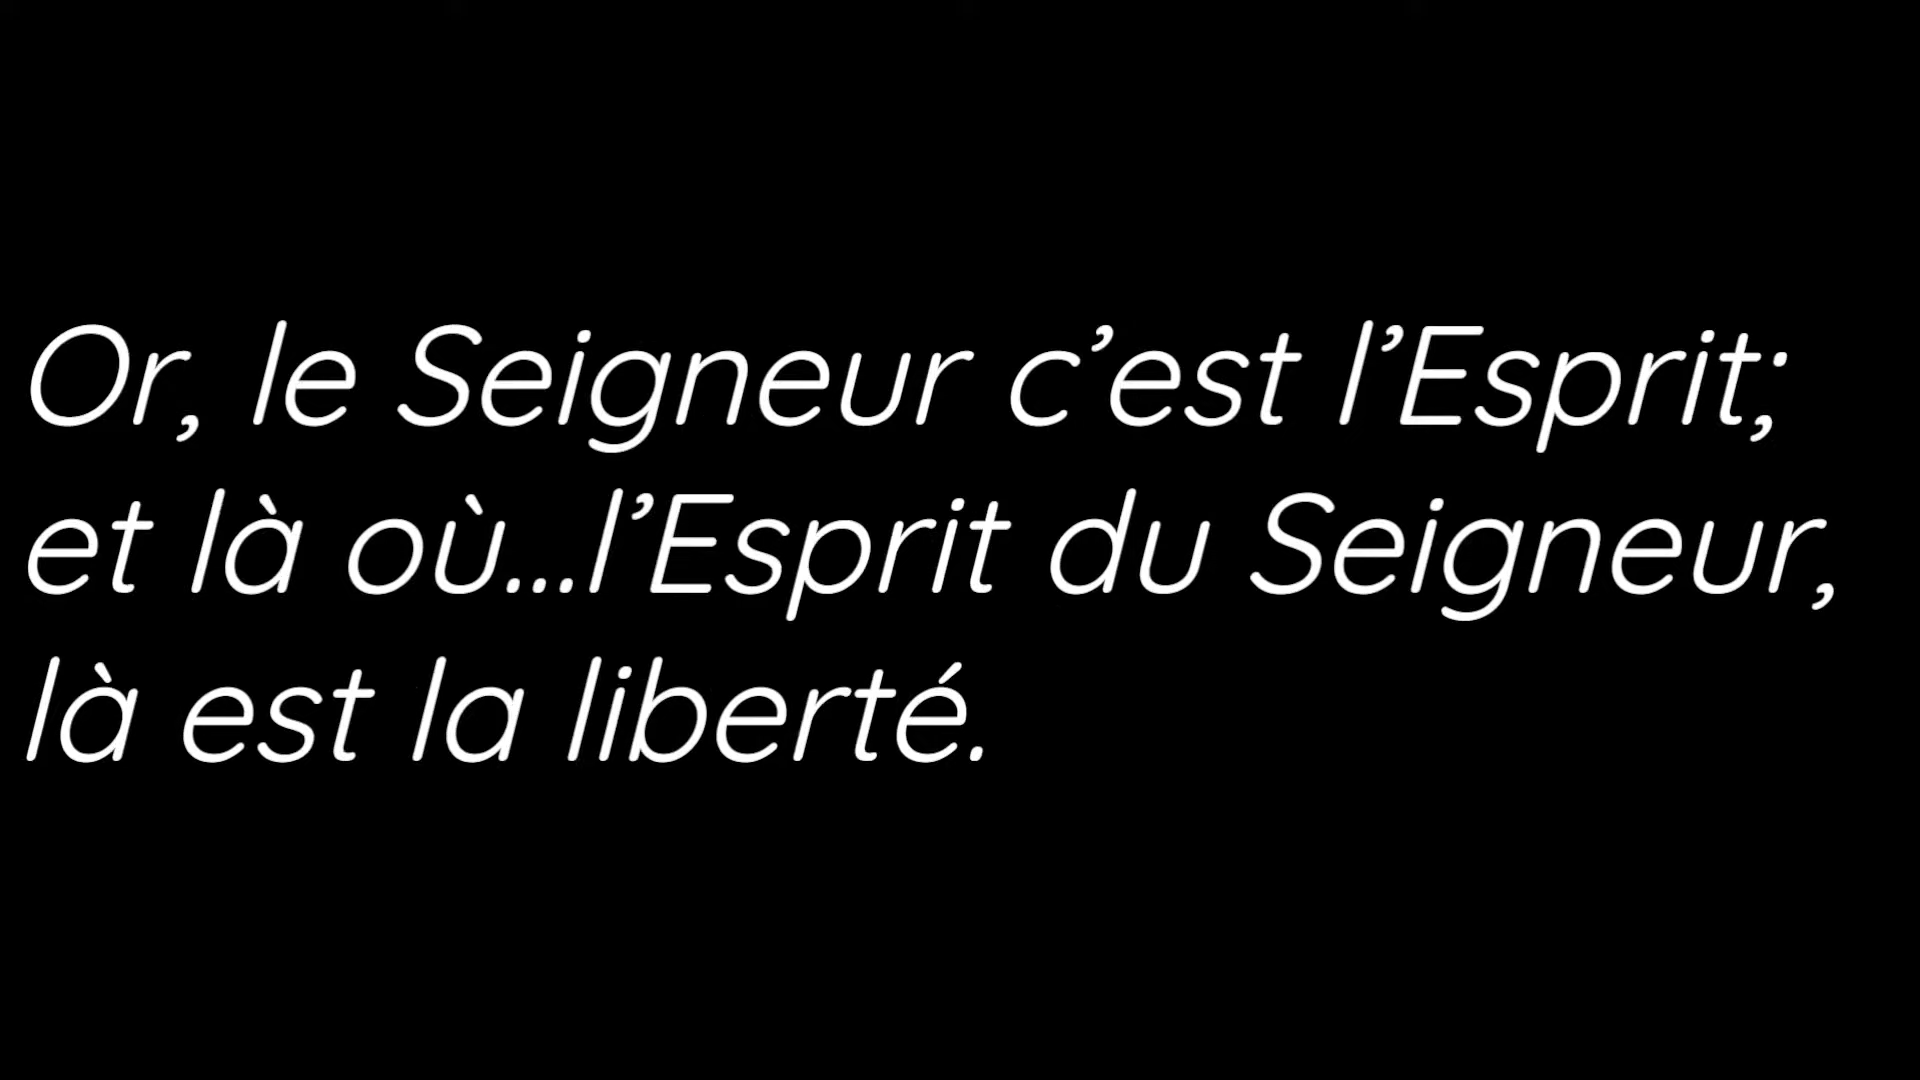 Or, le Seigneur c’est l’Esprit;
et là où...l’Esprit du Seigneur,
là est la liberté.